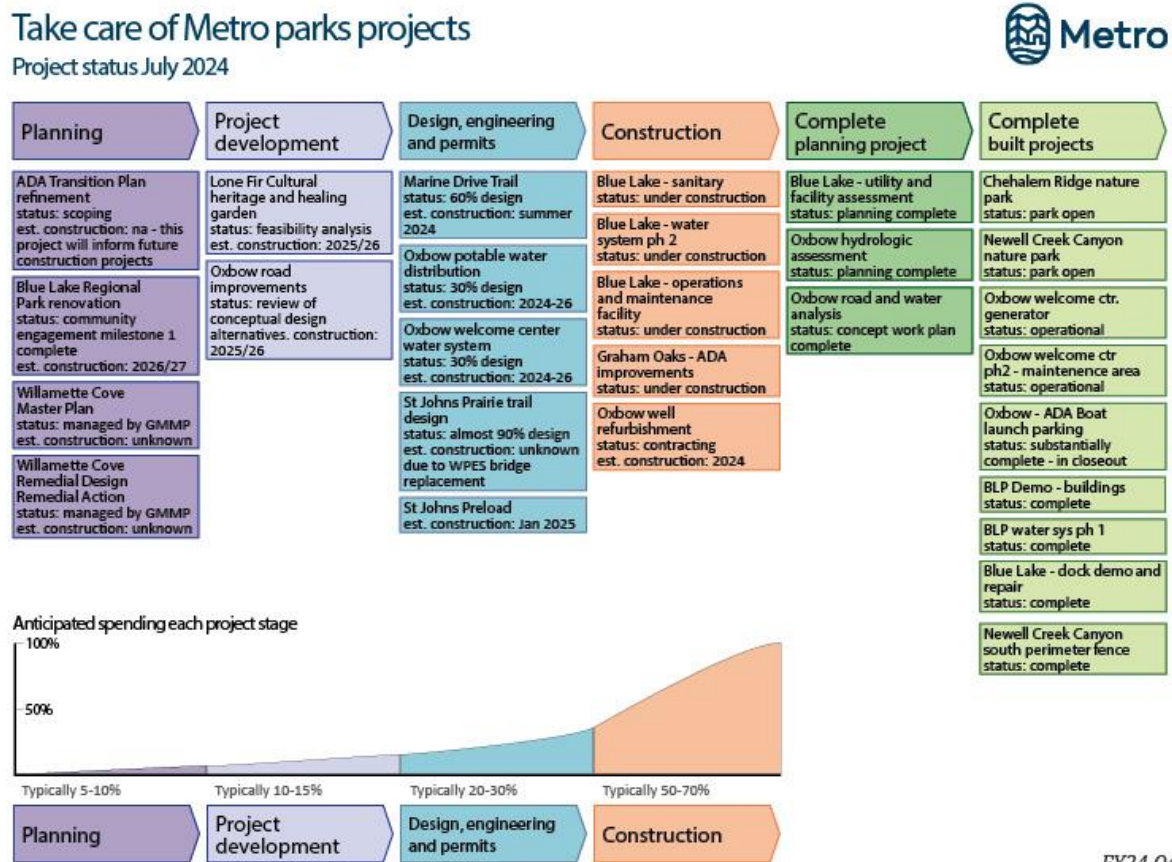 Take care of Metro parks projects
Project status July 2024
Metro
Planning
Project
development
Design, engineering
and permits
Construction
Complete
planning project
Complete
built projects
ADA Transition Plan
refinement
status: scoping
est. construction: na - this
project will inform future
construction projects
Blue Lake Regional
Park renovation
status: community
engagement milestone 1
complete
est. construction: 2026/27
Willamette Cove
Master Plan
status: managed by GMMP
est. construction: unknown
Willamette Cove
Remedial Design
Remedial Action
status: managed by GMMP
est. construction: unknown
Lone Fir Cultural
heritage and healing
garden
status: feasibility analysis
est. construction: 2025/26
Oxbow road
improvements
status: review of
conceptual design
alternatives. construction:
2025/26
Marine Drive Trail
status: 60% design
est. construction: summer
2024
Oxbow potable water
distribution
status: 30% design
est. construction: 2024-26
Oxbow welcome center
water system
status: 30% design
est. construction: 2024-26
St Johns Prairie trail
design
status: almost 90% design
est. construction: unknown
due to WPES bridge
replacement
St Johns Preload
est. construction: Jan 2025
Blue Lake - sanitary
status: under construction
Blue Lake - water
system ph 2
status: under construction
Blue Lake - operations
and maintenance
facility
status: under construction
Graham Oaks - ADA
improvements
status: under construction
Oxbow well
refurbishment
status: contracting
est. construction: 2024
Blue Lake - utility and
facility assessment
status: planning complete
Oxbow hydrologic
assessment
status: planning complete
Oxbow road and water
analysis
status: concept work plan
complete
Chehalem Ridge nature
park
status: park open
Newell Creek Canyon
nature park
status: park open
Oxbow welcome ctr.
generator
status: operational
Oxbow welcome ctr
ph2 - maintenence area
status: operational
Oxbow - ADA Boat
launch parking
status: substantially
complete - in closeout
BLP Demo - buildings
status: complete
BLP water sys ph 1
status: complete
Blue Lake - dock demo and
repair
status: complete
Newell Creek Canyon
south perimeter fence
status: complete
Anticipated spending each project stage
100%
50%
Typically 5-10%
Typically 10-15%
Typically 20-30%
Typically 50-70%
Planning
Project
development
Design, engineering
and permits
Construction